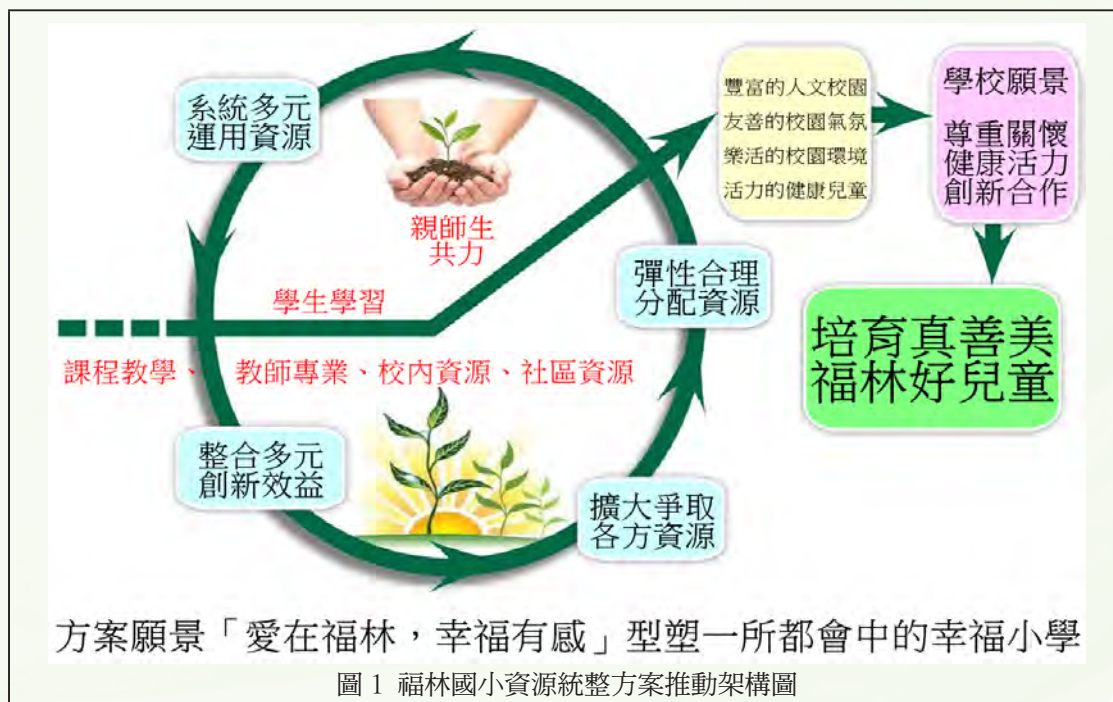 系統多元
運用資源
親師生
共力
學生學習
課程教學、 教師專業、校內資源、社區資源
整合多元
創新效益
擴大爭取
各方資源
彈性合理
分配資源
豐富的人文校園
友善的校園氣氛
樂活的校園環境
活力的健康兒童
學校願景
尊重關懷
健康活力
創新合作
培育真善美
福林好兒童
方案願景「愛在福林，幸福有感」型塑一所都會中的幸福小學
圖 1 福林國小資源統整方案推動架構圖